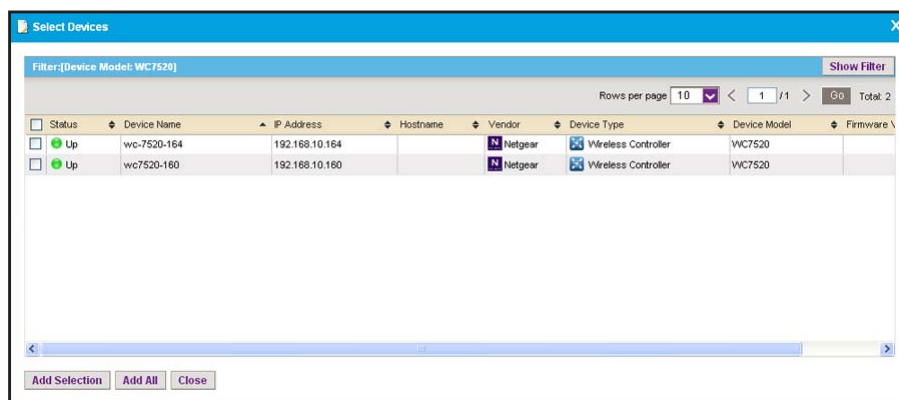 Select Devices X
Filter:[Device Model: WC7520] Show Filter
Rows per page 10 < 1 /1 > Go Total: 2
Status Device Name IP Address Hostname Vendor Device Type Device Model Firmware
Up wc-7520-164 192.168.10.164 N Netgear Wireless Controller WC7520
Up wc7520-160 192.168.10.160 N Netgear Wireless Controller WC7520
Add Selection Add All Close